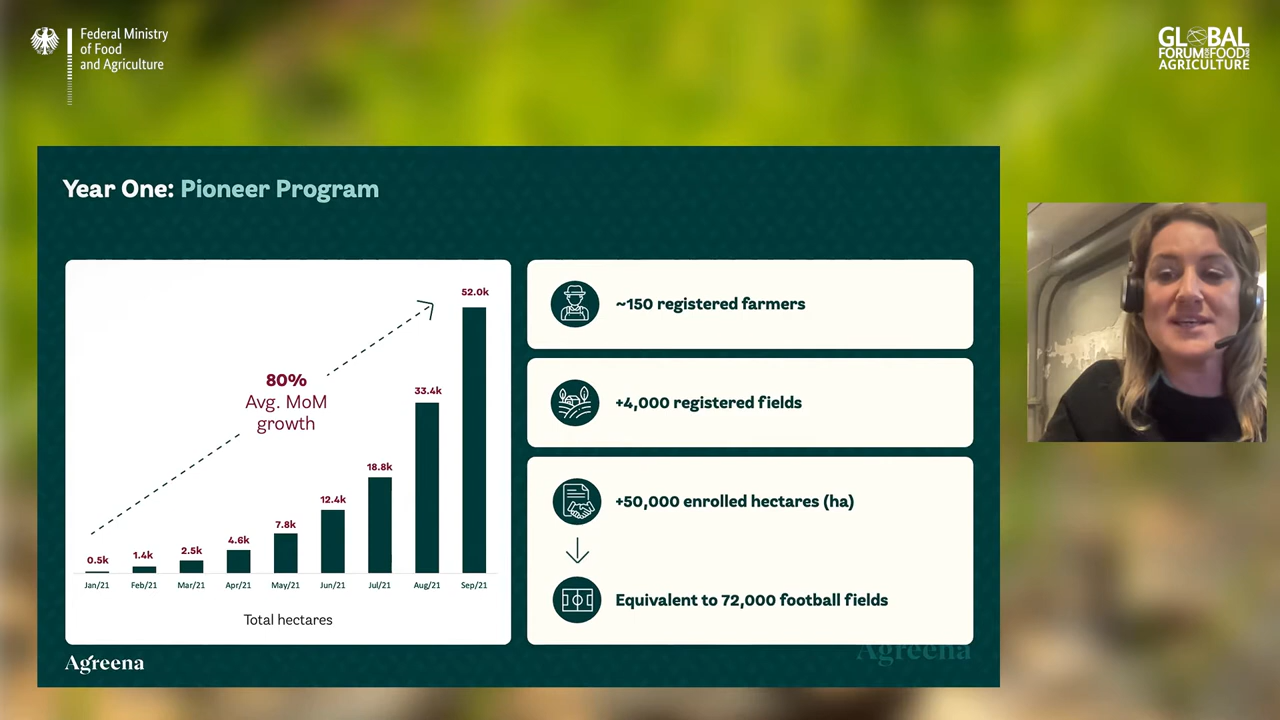 Federal Ministry
of Food
and Agriculture
GLOBAL
FORUM FOR FOOD AND
AGRICULTURE
Year One: Pioneer Program
52.0k
33.4k
18.8k
12.4k
7.8k
4.6k
2.5k
1.4k
0.5k
80%
Avg. MoM
growth
Jan/21 Feb/21 Mar/21 Apr/21 May/21 Jun/21 Jul/21 Aug/21 Sep/21
Total hectares
~150 registered farmers
+4,000 registered fields
+50,000 enrolled hectares (ha)
Equivalent to 72,000 football fields
Agreena
Agreena